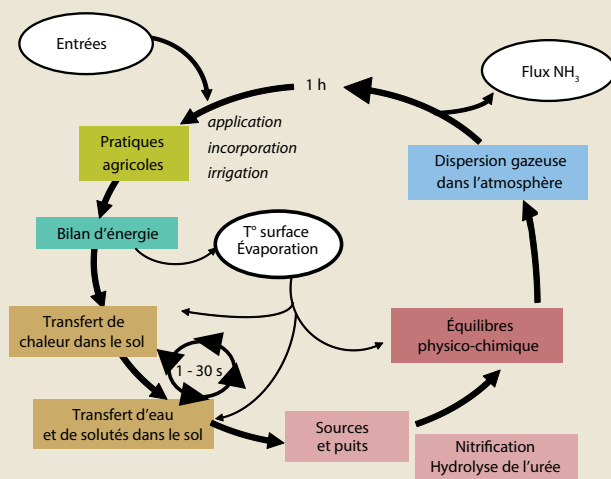 Entrées
Flux NH₃
1 h
application
incorporation
irrigation
Pratiques
agricoles
Dispersion gazeuse
dans l’atmosphère
Bilan d’énergie
T° surface
Évaporation
Transfert de
chaleur dans le sol
Équilibres
physico-chimique
1 - 30 s
Transfert d'eau
et de solutés dans le sol
Sources
et puits
Nitrification
Hydrolyse de l’urée